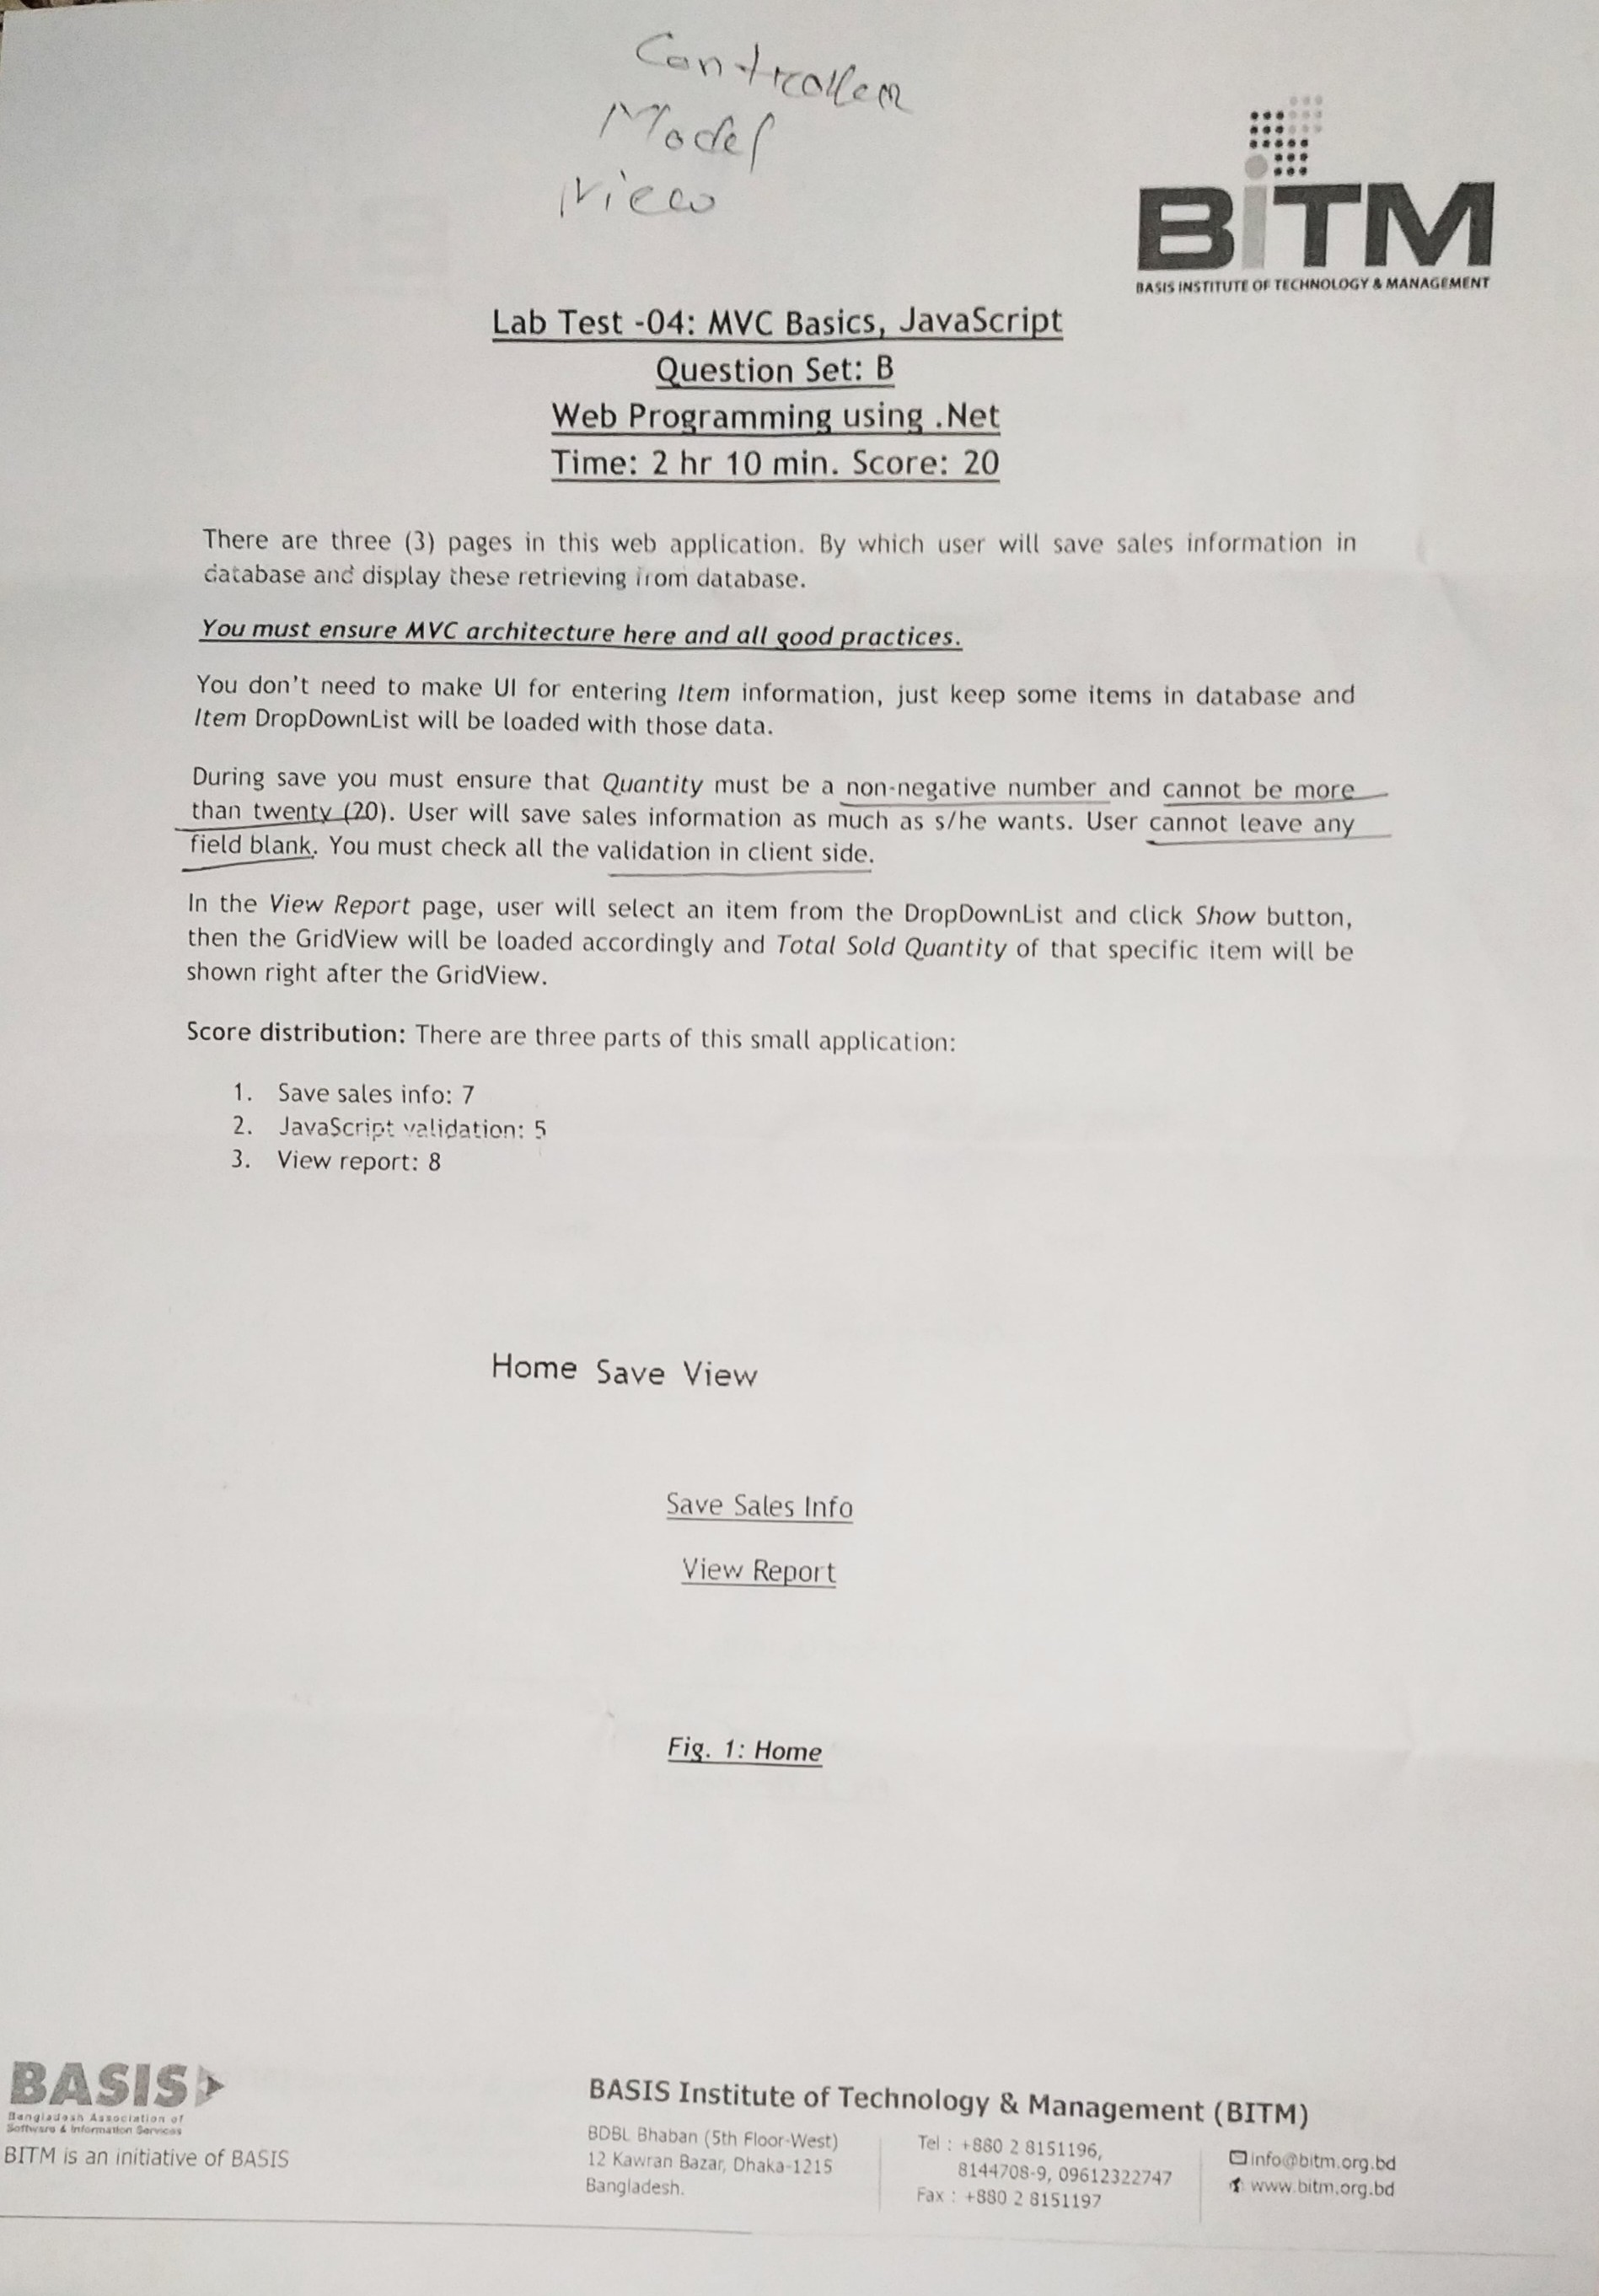 Controller
Model
View
BiTM
BASIS INSTITUTE OF TECHNOLOGY & MANAGEMENT
Lab Test -04: MVC Basics, JavaScript
Question Set: B
Web Programming using .Net
Time: 2 hr 10 min. Score: 20
There are three (3) pages in this web application. By which user will save sales information in
database and display these retrieving from database.
You must ensure MVC architecture here and all good practices.
You don't need to make UI for entering Item information, just keep some items in database and
Item DropDownList will be loaded with those data.
During save you must ensure that Quantity must be a non-negative number and cannot be more
than twenty (20). User will save sales information as much as s/he wants. User cannot leave any
field blank. You must check all the validation in client side.
In the View Report page, user will select an item from the DropDownList and click Show button,
then the GridView will be loaded accordingly and Total Sold Quantity of that specific item will be
shown right after the GridView.
Score distribution: There are three parts of this small application:
1. Save sales info: 7
2. JavaScript validation: 5
3. View report: 8
Home Save View
Save Sales Info
View Report
Fig. 1: Home
BASIS
Bangladesh Association of
Software & Information Services
BITM is an initiative of BASIS
BASIS Institute of Technology & Management (BITM)
BDBL Bhaban (5th Floor-West)
12 Kawran Bazar, Dhaka-1215
Bangladesh.
Tel : +880 2 8151196,
8144708-9, 09612322747
Fax : +880 2 8151197
info@bitm.org.bd
www.bitm.org.bd